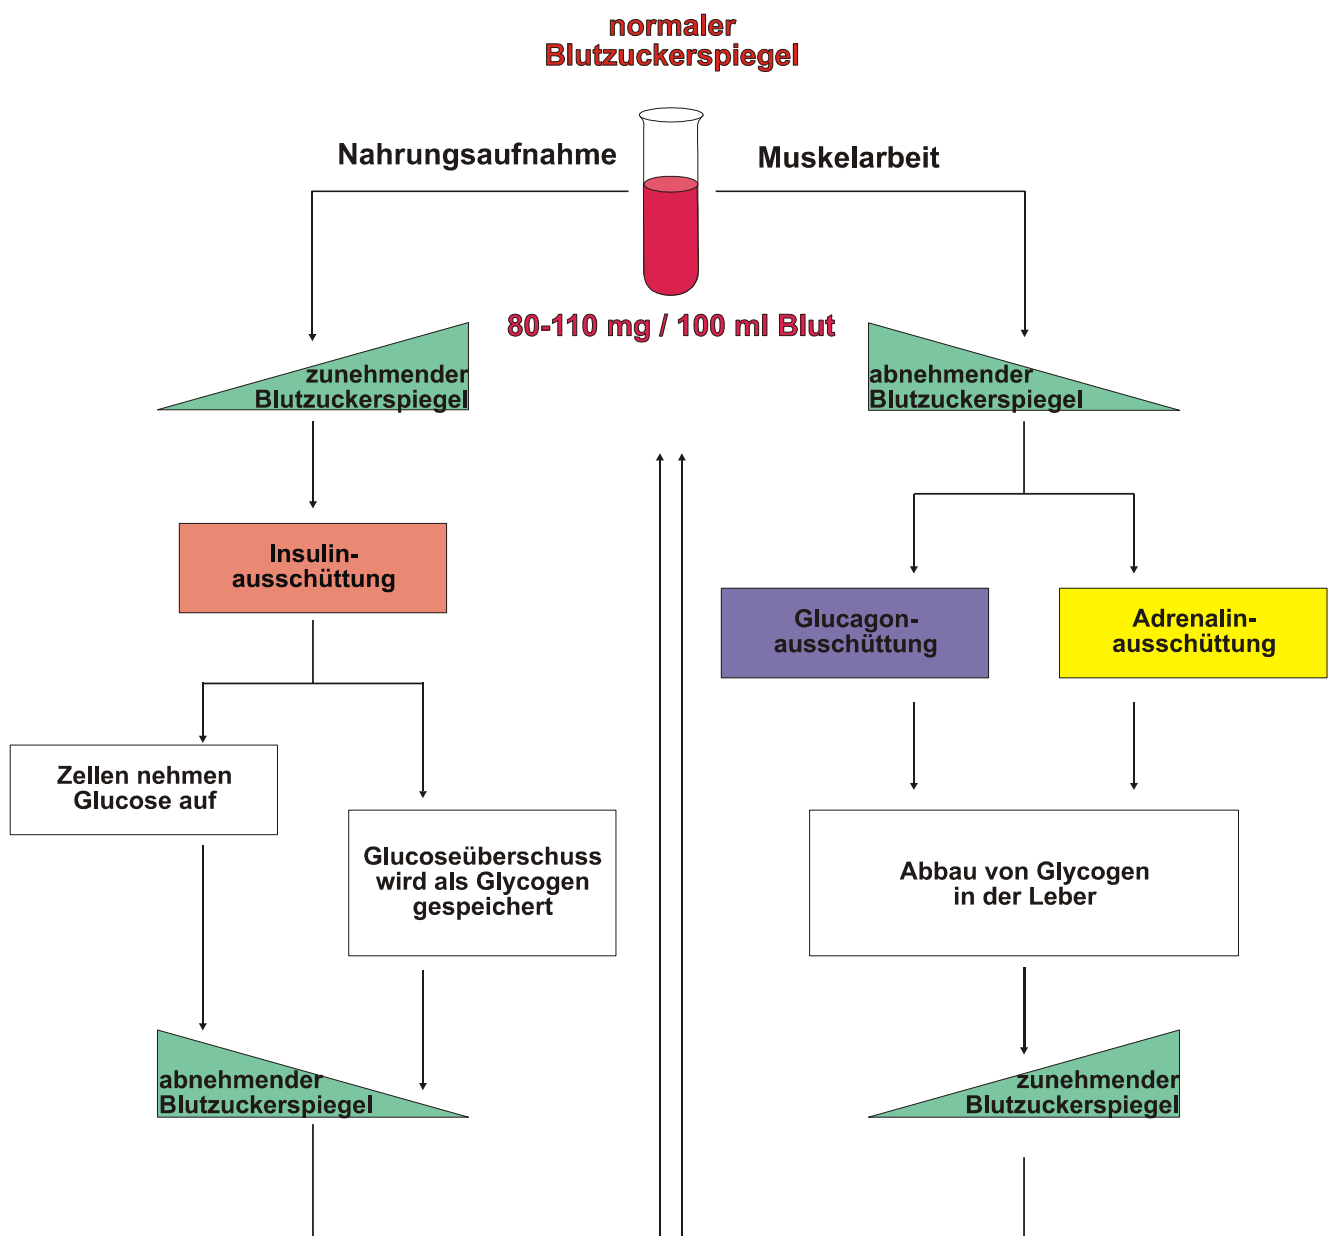 normaler
Blutzuckerspiegel
Nahrungsaufnahme
Muskelarbeit
80-110 mg / 100 ml Blut
zunehmender
Blutzuckerspiegel
abnehmender
Blutzuckerspiegel
Insulin-
ausschüttung
Glucagon-
ausschüttung
Adrenalin-
ausschüttung
Zellen nehmen
Glucose auf
Glucoseüberschuss
wird als Glycogen
gespeichert
Abbau von Glycogen
in der Leber
abnehmender
Blutzuckerspiegel
zunehmender
Blutzuckerspiegel